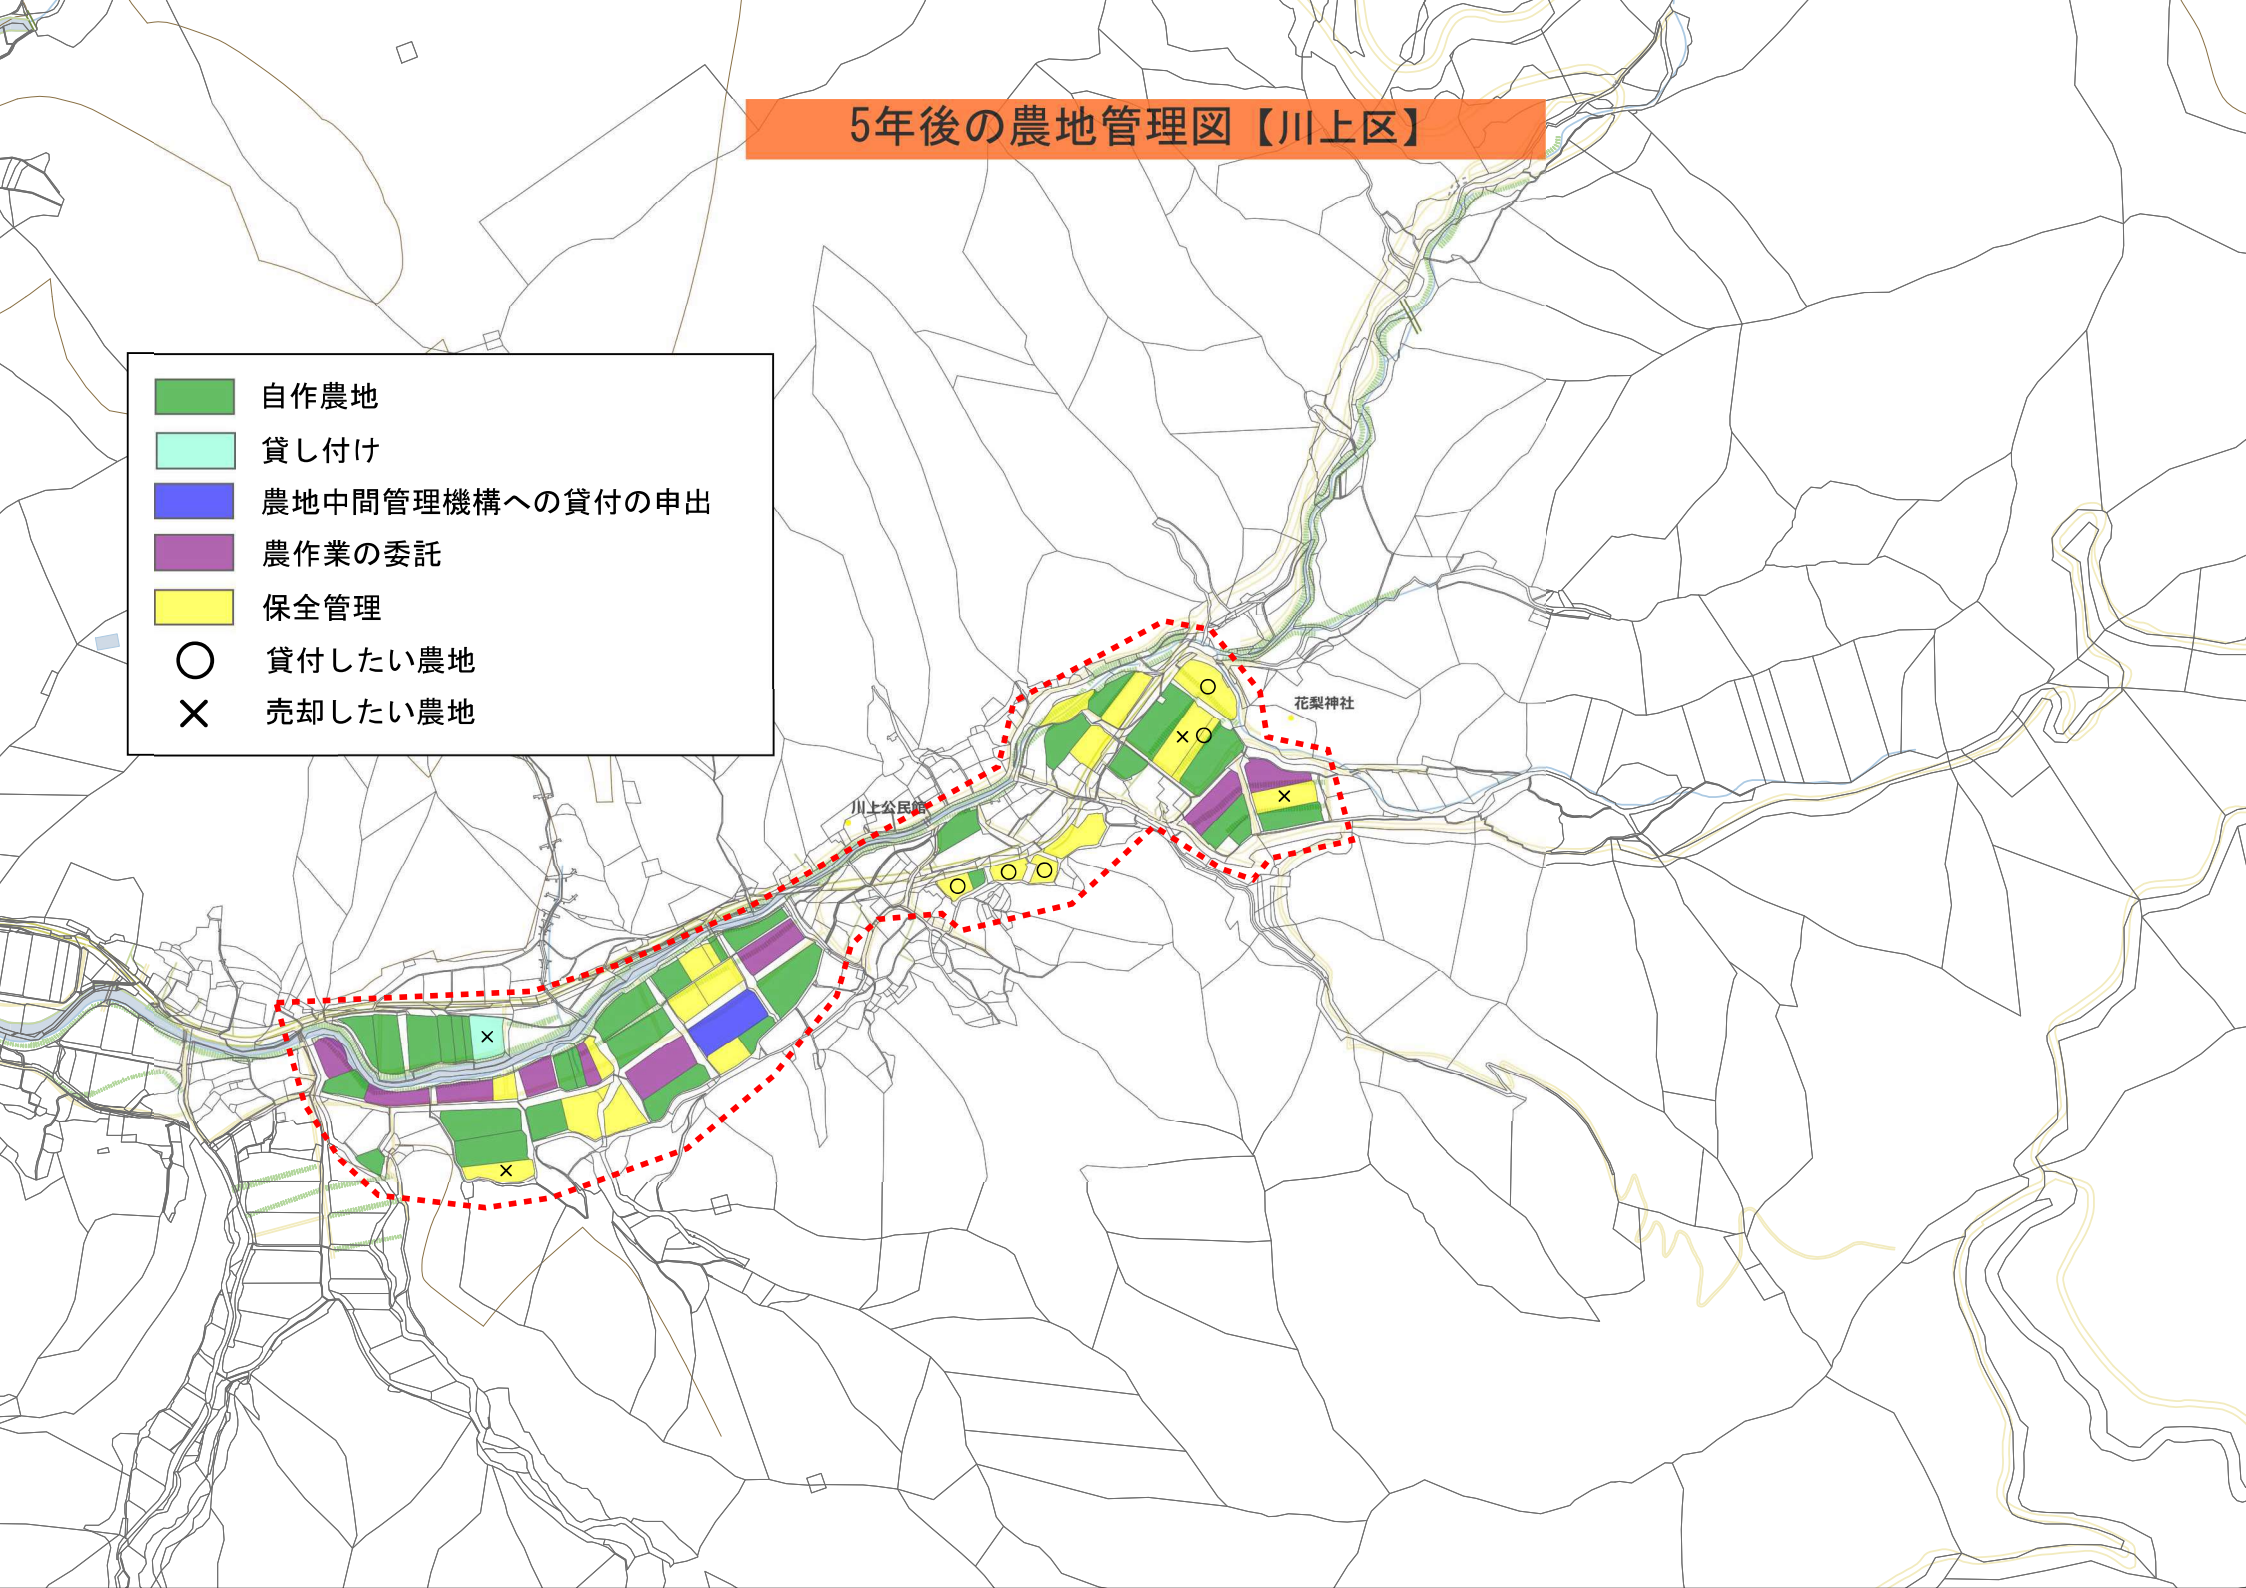 5年後の農地管理図【川上区】
自作農地
貸し付け
農地中間管理機構への貸付の申出
農作業の委託
保全管理
貸付したい農地
売却したい農地
花梨神社
川上公民館